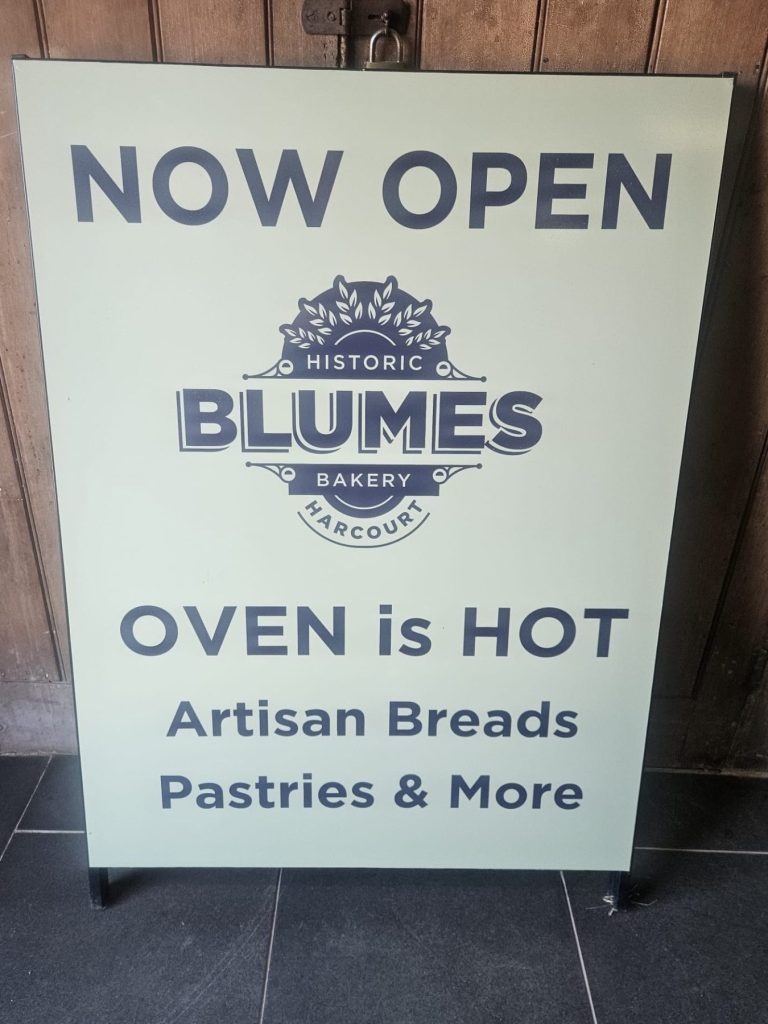 NOW OPEN
HISTORIC
BLUMES
BAKERY
HARCOURT
OVEN is HOT
Artisan Breads
Pastries & More